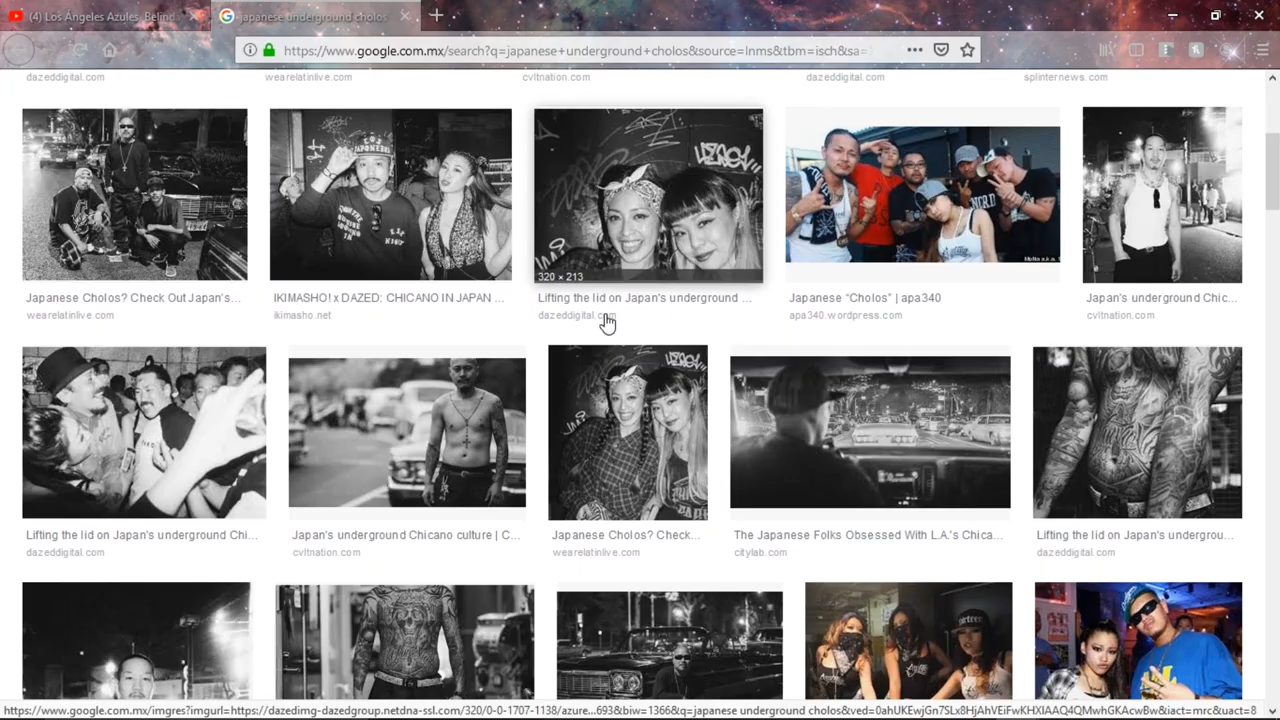 (4) Los Ángeles Azules, Belinda
japanese underground cholos
https://www.google.com.mx/search?q=japanese+underground+cholos&source=lnms&tbm=isch&sa=
dazeddigital.com
wearelatinlive.com
cvltnation.com
dazeddigital.com
splinternews.com
320 × 213
Japanese Cholos? Check Out Japan's...
IKIMASHO! x DAZED: CHICANO IN JAPAN ...
Lifting the lid on Japan's underground ...
Japanese “Cholos” | apa340
Japan's underground Chic...
wearelatinlive.com
ikimasho.net
dazeddigital.com
apa340.wordpress.com
cvltnation.com
Lifting the lid on Japan's underground Chi...
Japan's underground Chicano culture | C...
Japanese Cholos? Check...
The Japanese Folks Obsessed With L.A.'s Chica...
Lifting the lid on Japan's undergrou...
dazeddigital.com
cvltnation.com
wearelatinlive.com
citylab.com
dazeddigital.com
https://www.google.com.mx/imgres?imgurl=https://dazedimg-dazedgroup.netdna-ssl.com/320/0-0-1707-1138/azure...693&biw=1366&q=japanese underground cholos&ved=0ahUKEwjGn7SLx8HjAhVEiFwKHXIAAQ4QMwhGKAcwBw&iact=mrc&uact=8